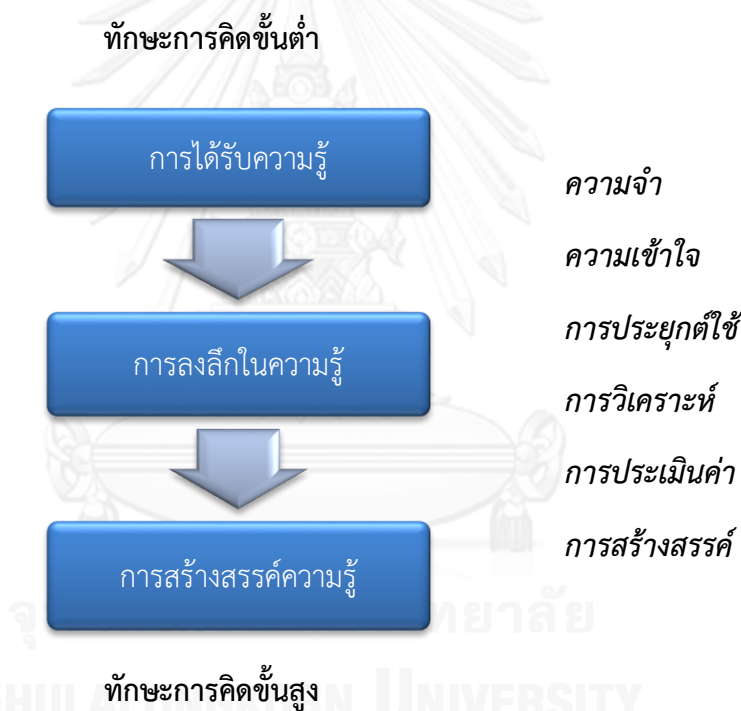 ทักษะการคิดขั้นต่ำ
การได้รับความรู้
การลงลึกในความรู้
การสร้างสรรค์ความรู้
ทักษะการคิดขั้นสูง
ความจำ
ความเข้าใจ
การประยุกต์ใช้
การวิเคราะห์
การประเมินค่า
การสร้างสรรค์
UNIVERSITY